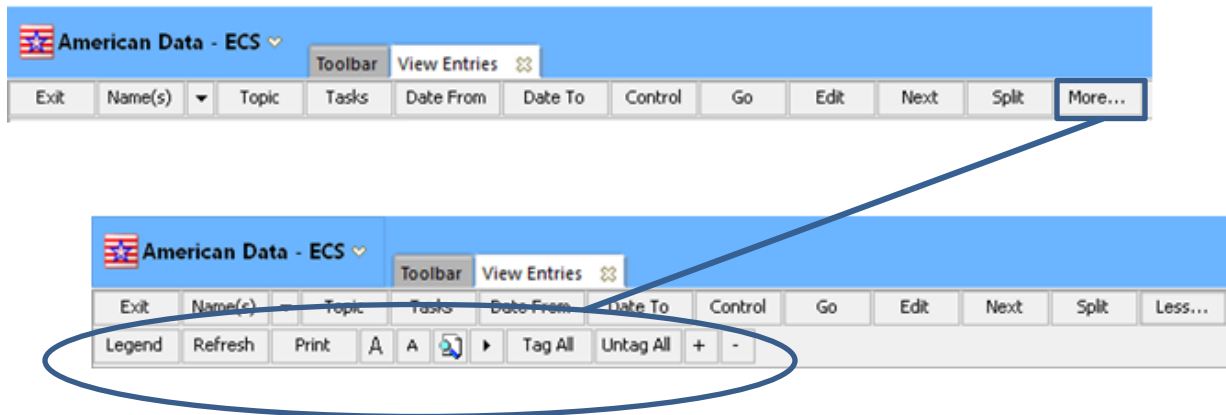 American Data - ECS
Toolbar View Entries
Exit Name(s) Topic Tasks Date From Date To Control Go Edit Next Split More...
American Data - ECS
Toolbar View Entries
Exit Name(s) Topic Tasks Date From Date To Control Go Edit Next Split Less...
Legend Refresh Print A A Tag All Untag All + -